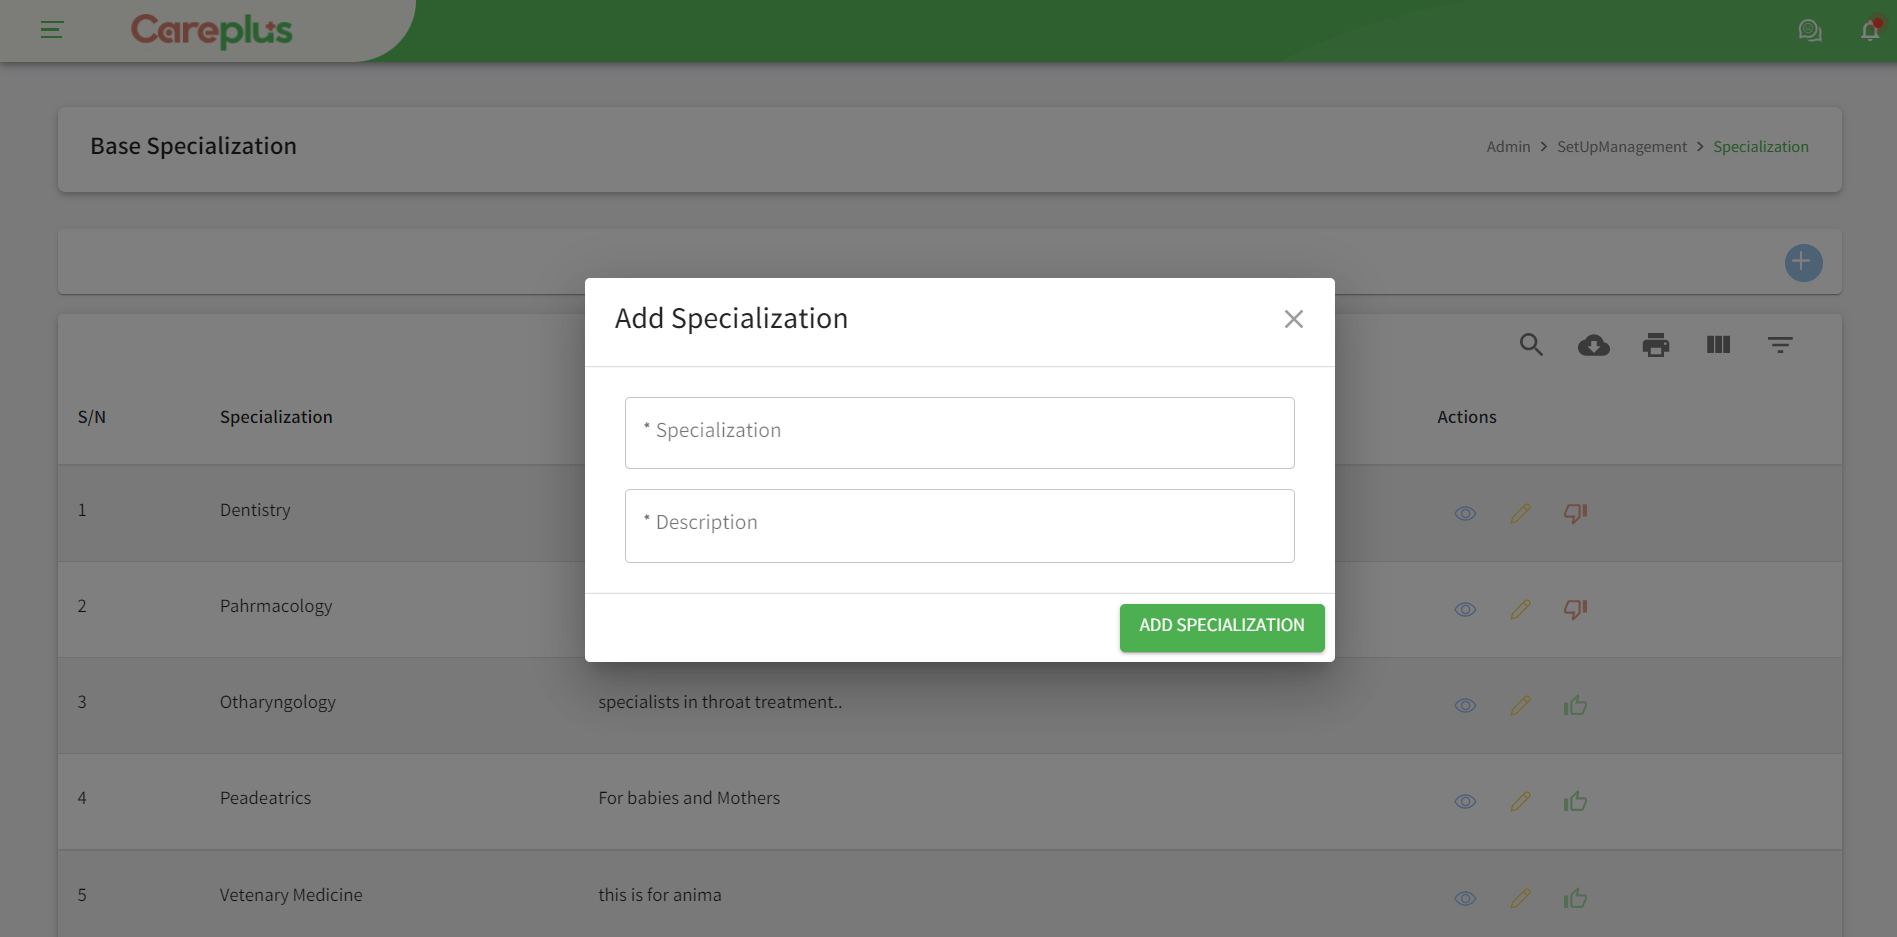 Careplus
Base Specialization
Admin > SetUpManagement > Specialization
Add Specialization
S/N Specialization Actions
* Specialization
1 Dentistry
* Description
2 Pahrmacology
ADD SPECIALIZATION
3 Otharyngology specialists in throat treatment..
4 Peadeatrics For babies and Mothers
5 Vetenary Medicine this is for anima